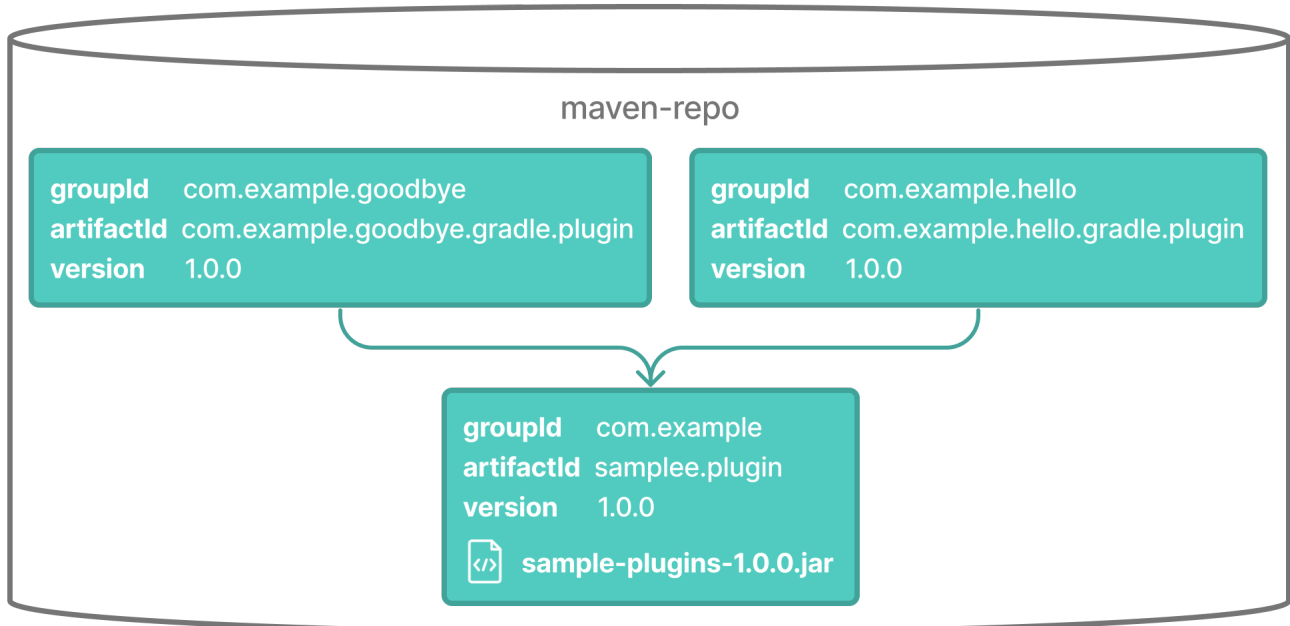 maven-repo
groupId com.example.goodbye
artifactId com.example.goodbye.gradle.plugin
version 1.0.0
groupId com.example.hello
artifactId com.example.hello.gradle.plugin
version 1.0.0
groupId com.example
artifactId samplee.plugin
version 1.0.0
</> sample-plugins-1.0.0.jar